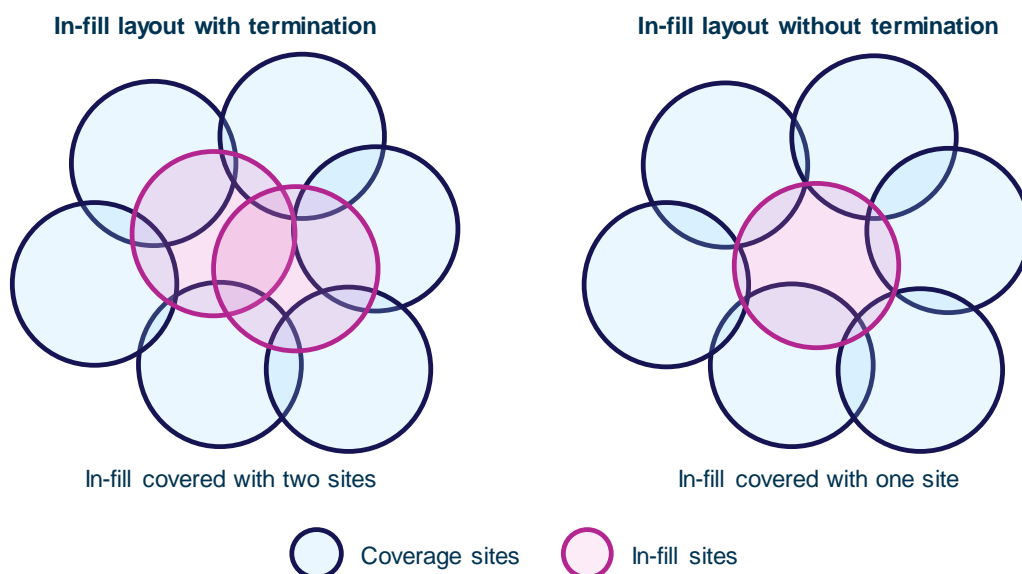 In-fill layout with termination
In-fill layout without termination
In-fill covered with two sites
In-fill covered with one site
Coverage sites
In-fill sites